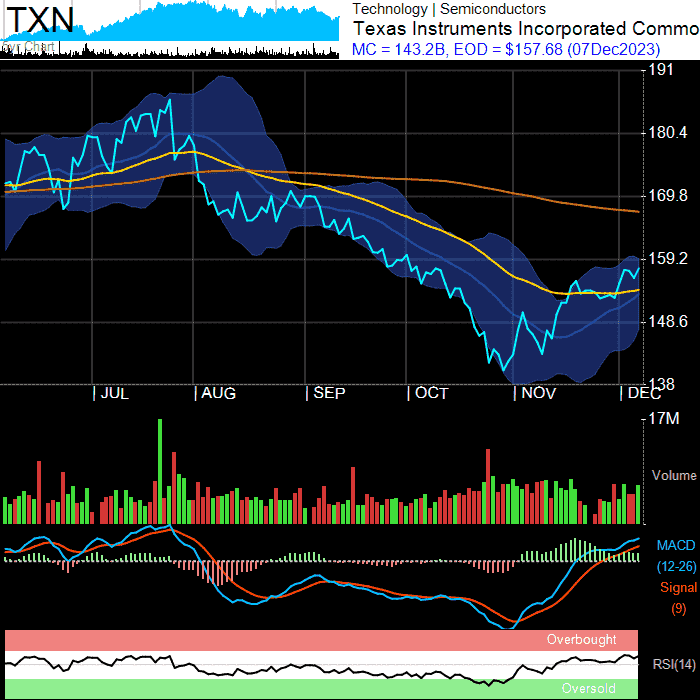 TXN
5yr Chart
Technology | Semiconductors
Texas Instruments Incorporated Commo
MC = 143.2B, EOD = $157.68 (07Dec2023)
191
180.4
169.8
159.2
148.6
138
| JUL
| AUG
| SEP
| OCT
| NOV
| DEC
17M
Volume
MACD
(12-26)
Signal
(9)
Overbought
RSI(14)
Oversold